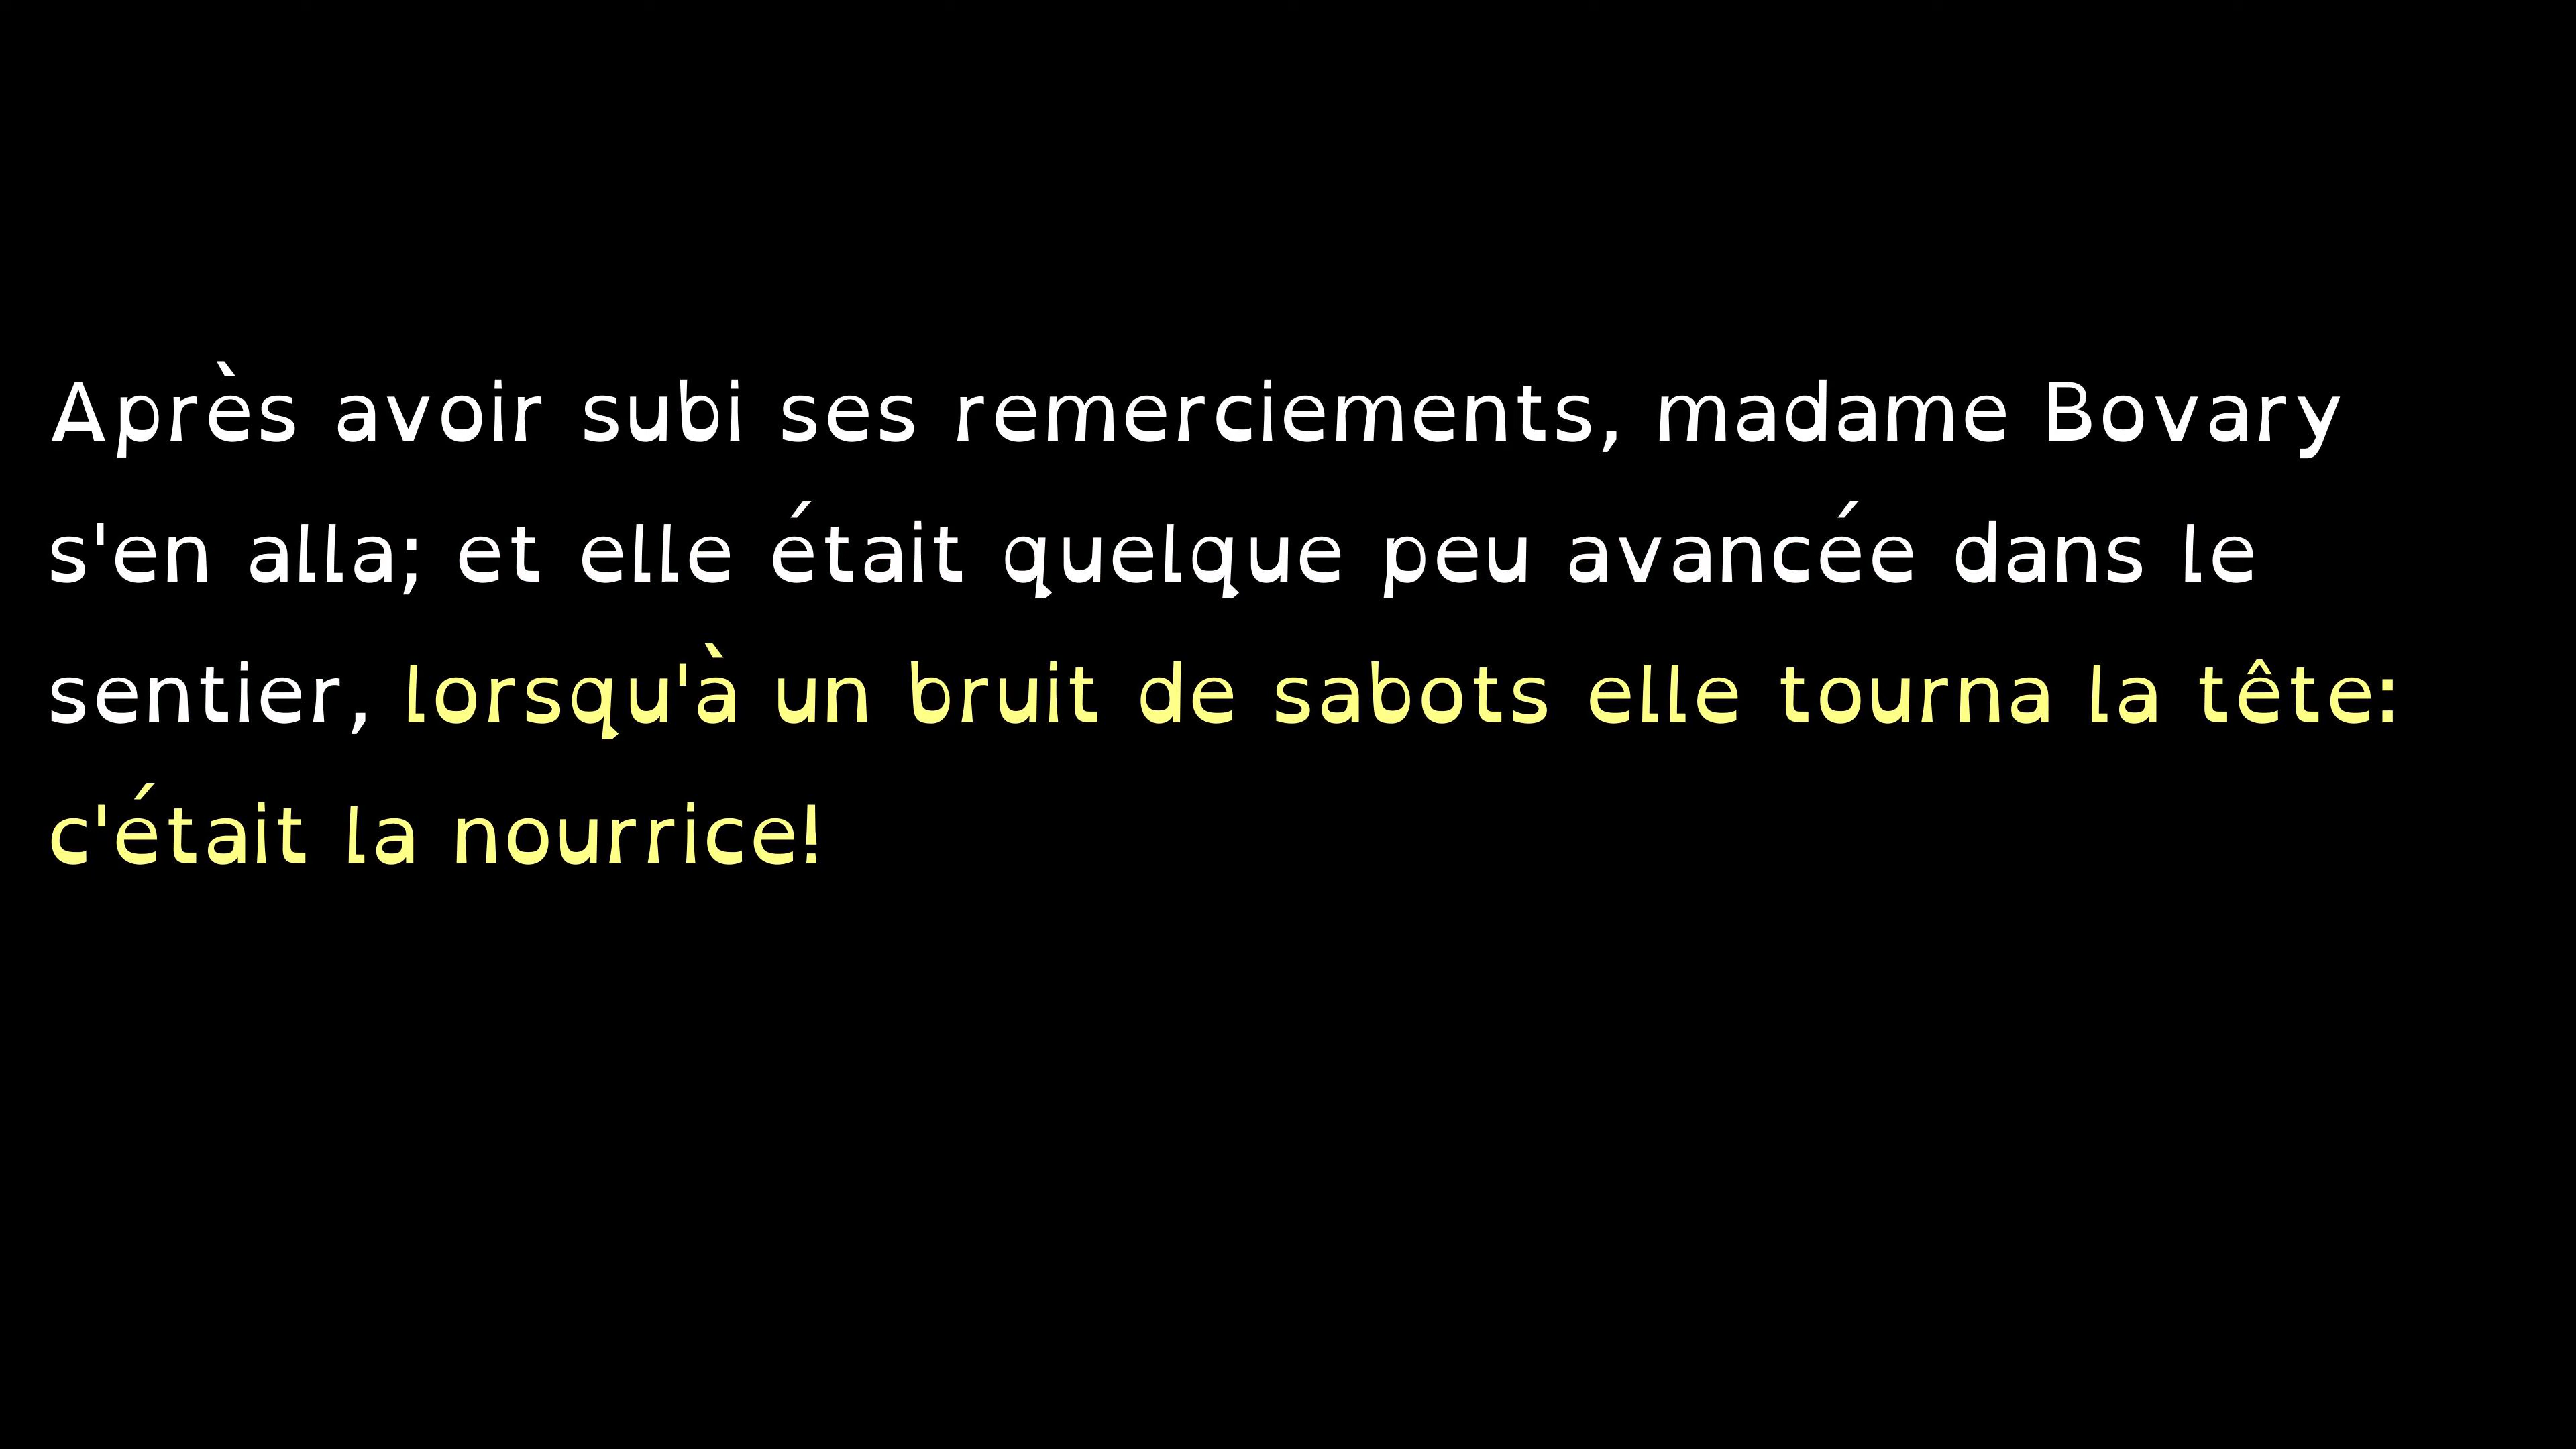 Après avoir subi ses remerciements, madame Bovary
s'en alla; et elle était quelque peu avancée dans le
sentier, lorsqu'à un bruit de sabots elle tourna la tête:
c'était la nourrice!